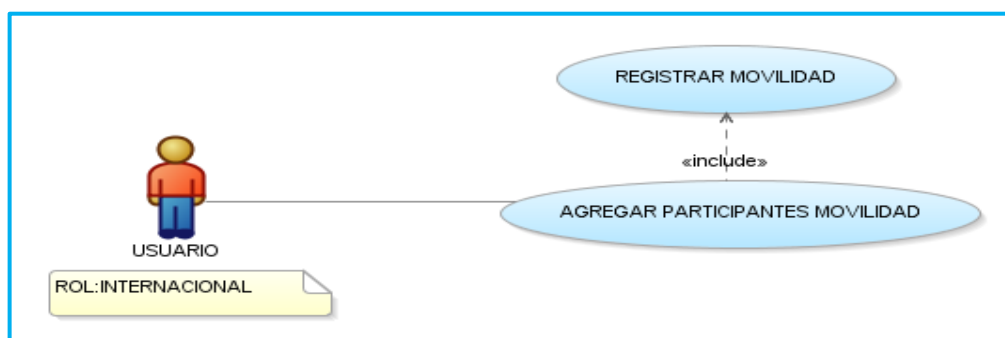 REGISTRAR MOVILIDAD
«include»
AGREGAR PARTICIPANTES MOVILIDAD
USUARIO
ROL:INTERNACIONAL